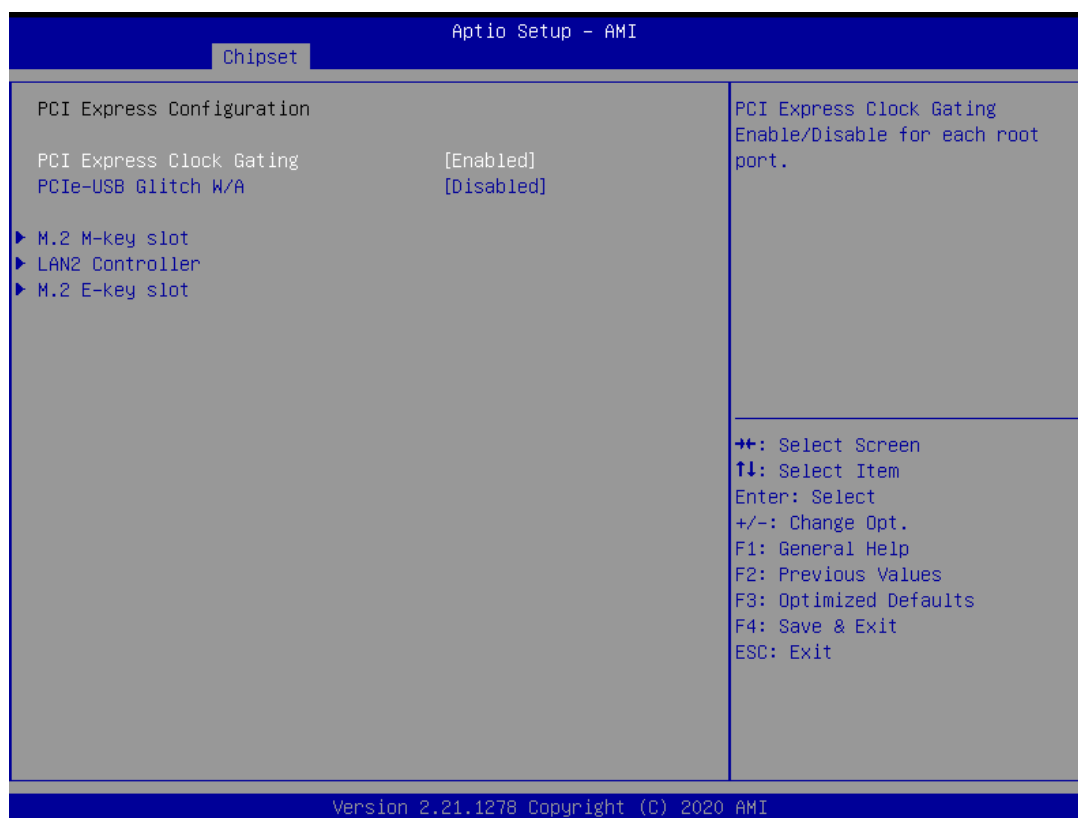 Aptio Setup – AMI
Chipset
PCI Express Configuration
PCI Express Clock Gating [Enabled]
PCIe-USB Glitch W/A [Disabled]
▶ M.2 M-key slot
▶ LAN2 Controller
▶ M.2 E-key slot
PCI Express Clock Gating
Enable/Disable for each root
port.
→←: Select Screen
↑↓: Select Item
Enter: Select
+/-: Change Opt.
F1: General Help
F2: Previous Values
F3: Optimized Defaults
F4: Save & Exit
ESC: Exit
Version 2.21.1278 Copyright (C) 2020 AMI